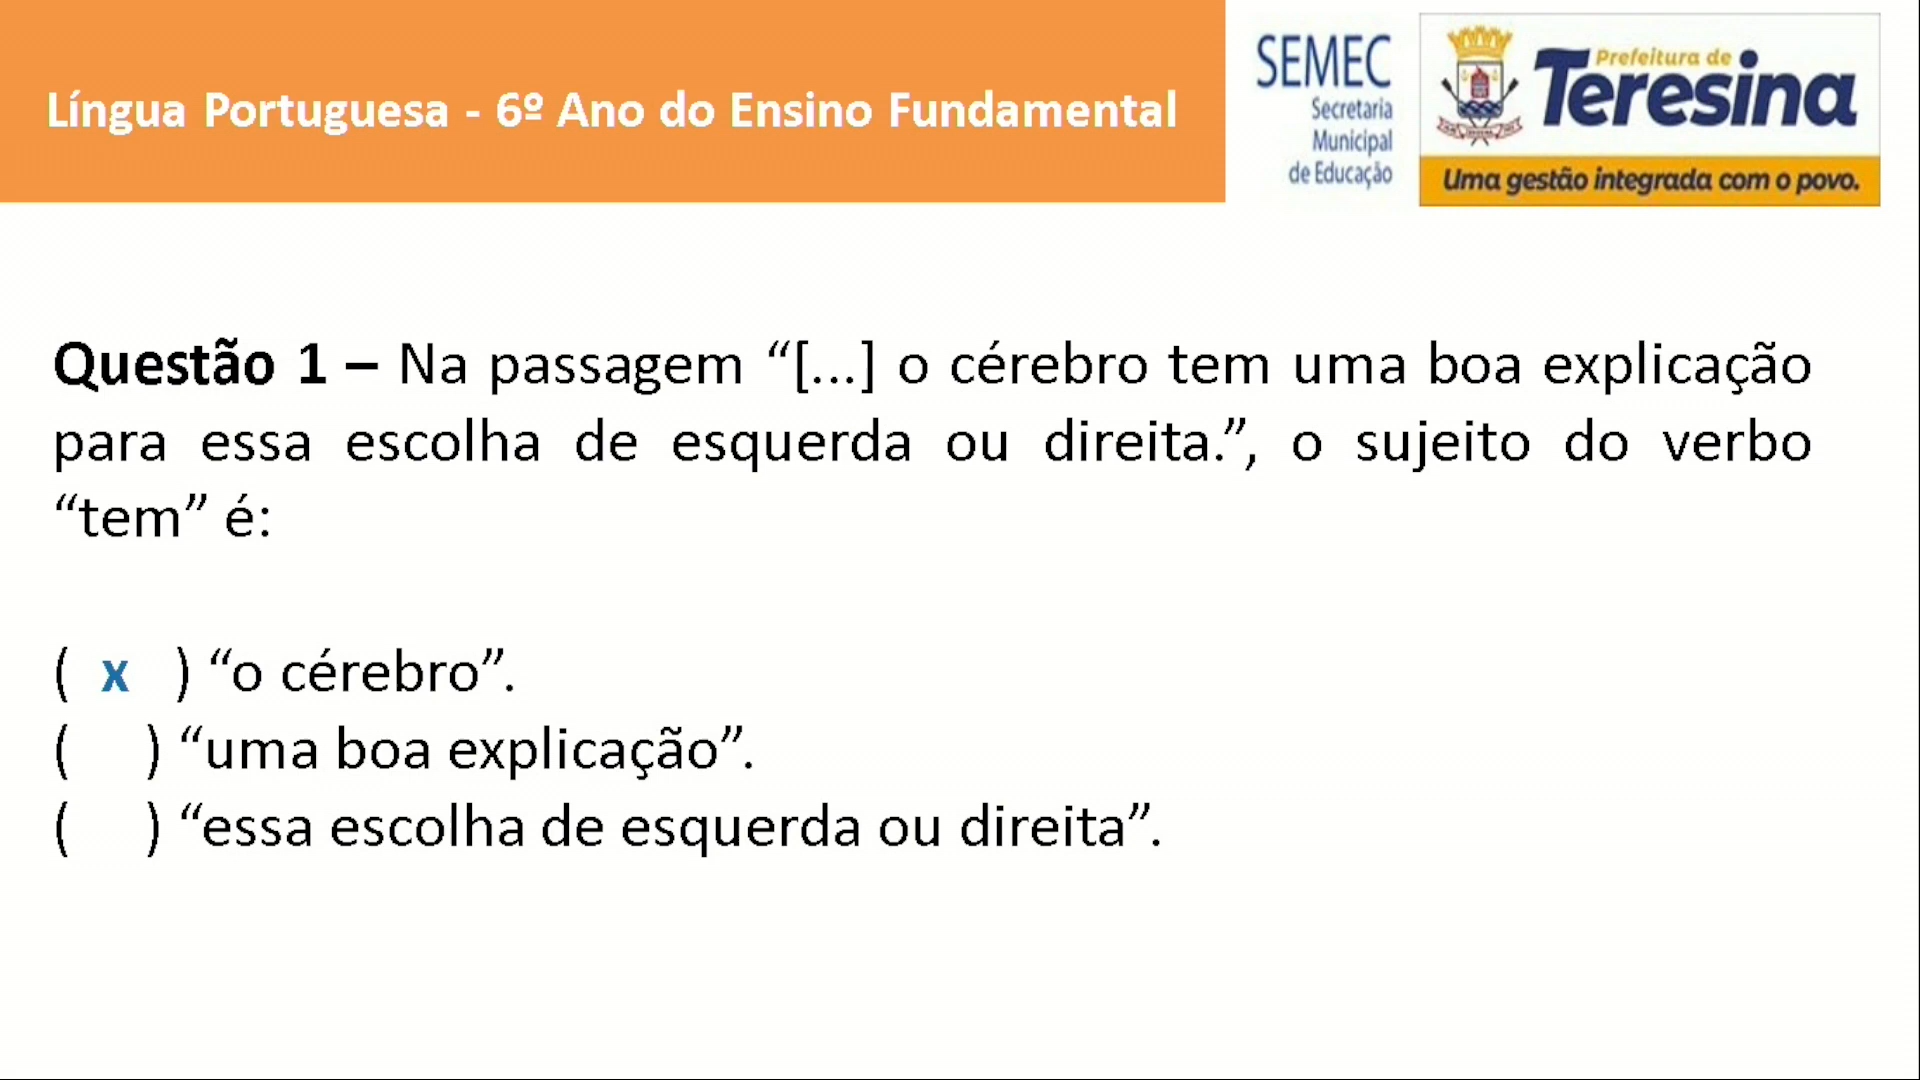 Língua Portuguesa - 6º Ano do Ensino Fundamental
SEMEC
Secretaria
Municipal
de Educação
Prefeitura de
Teresina
Uma gestão integrada com o povo.
Questão 1 – Na passagem “[...] o cérebro tem uma boa explicação
para essa escolha de esquerda ou direita.”, o sujeito do verbo
“tem” é:
( x ) “o cérebro”.
( ) “uma boa explicação”.
( ) “essa escolha de esquerda ou direita”.